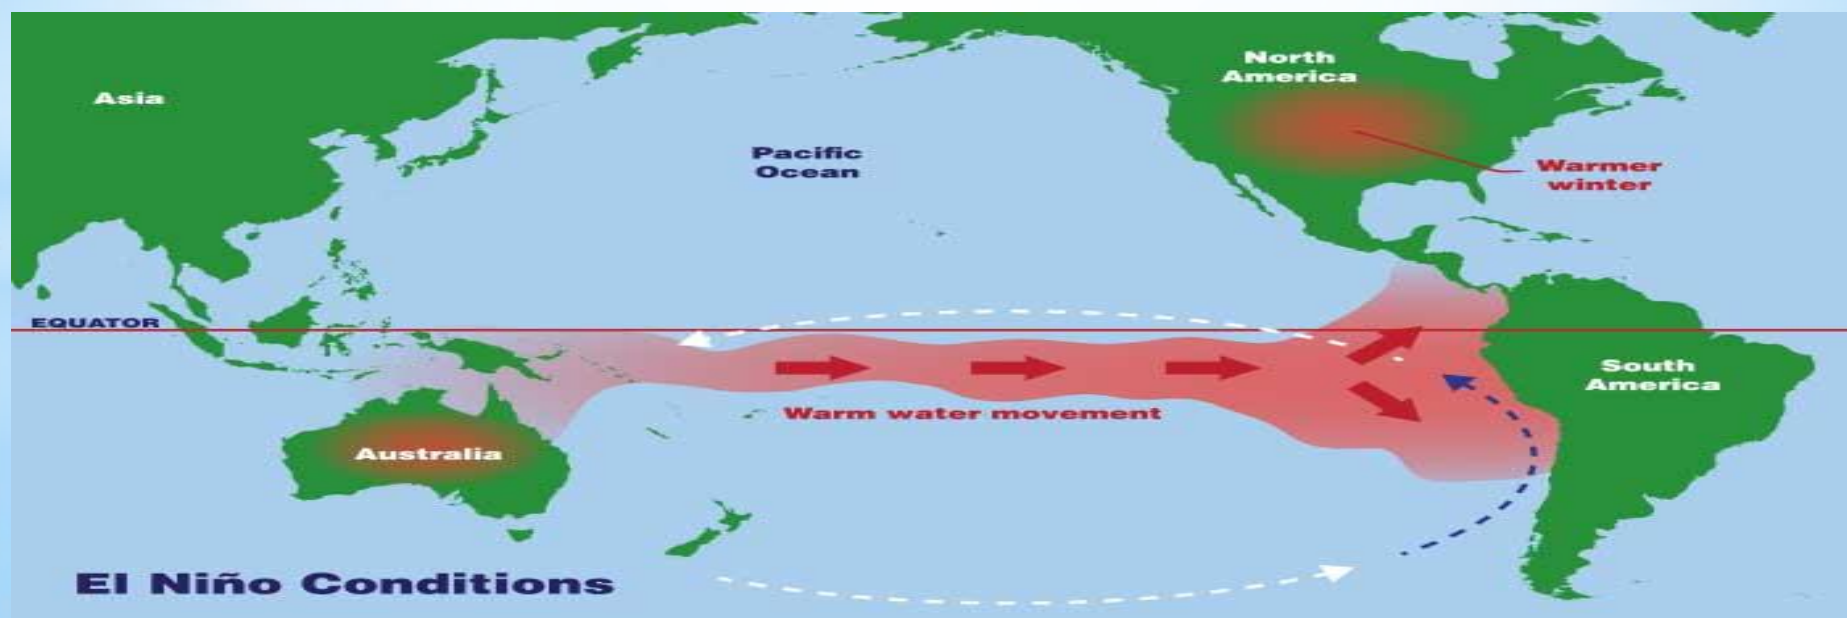 North
America
Asia
Pacific
Ocean
Warmer
winter
EQUATOR
South
America
Warm water movement
Australia
El Niño Conditions